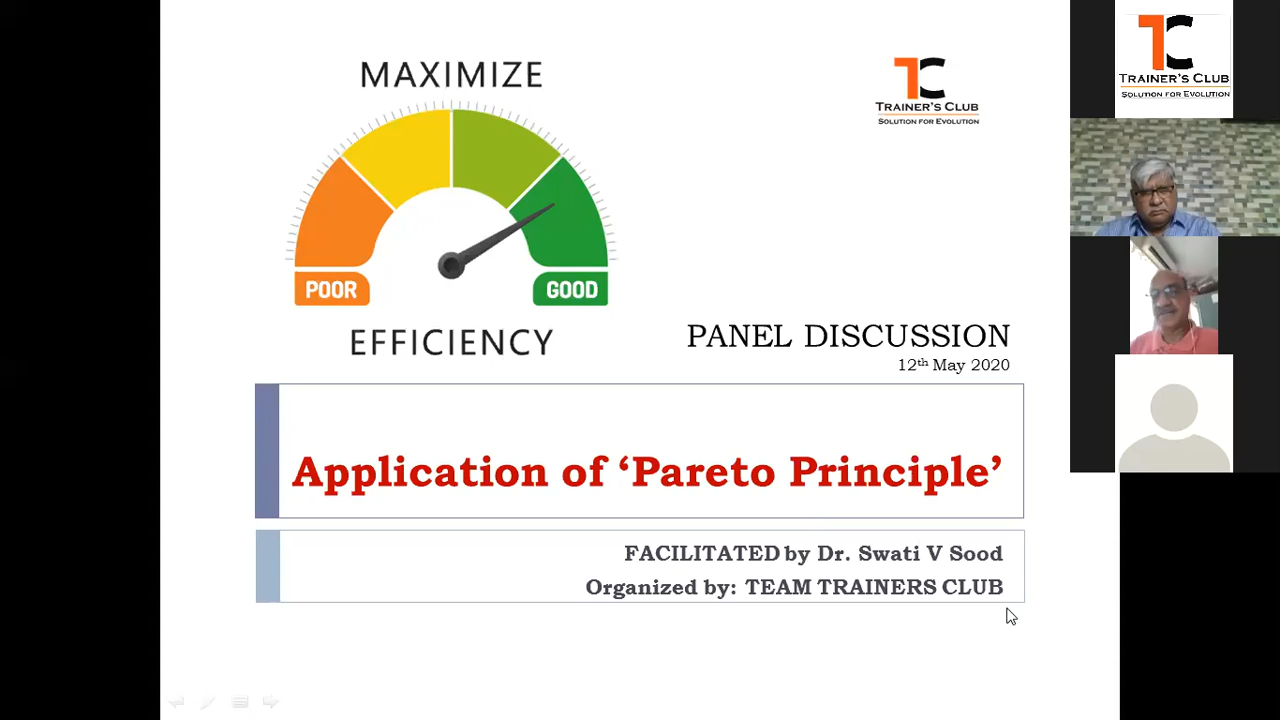 MAXIMIZE
POOR
GOOD
EFFICIENCY
TC
TRAINER'S CLUB
SOLUTION FOR EVOLUTION
PANEL DISCUSSION
12th May 2020
Application of ‘Pareto Principle’
FACILITATED by Dr. Swati V Sood
Organized by: TEAM TRAINERS CLUB
TC
TRAINER'S CLUB
SOLUTION FOR EVOLUTION